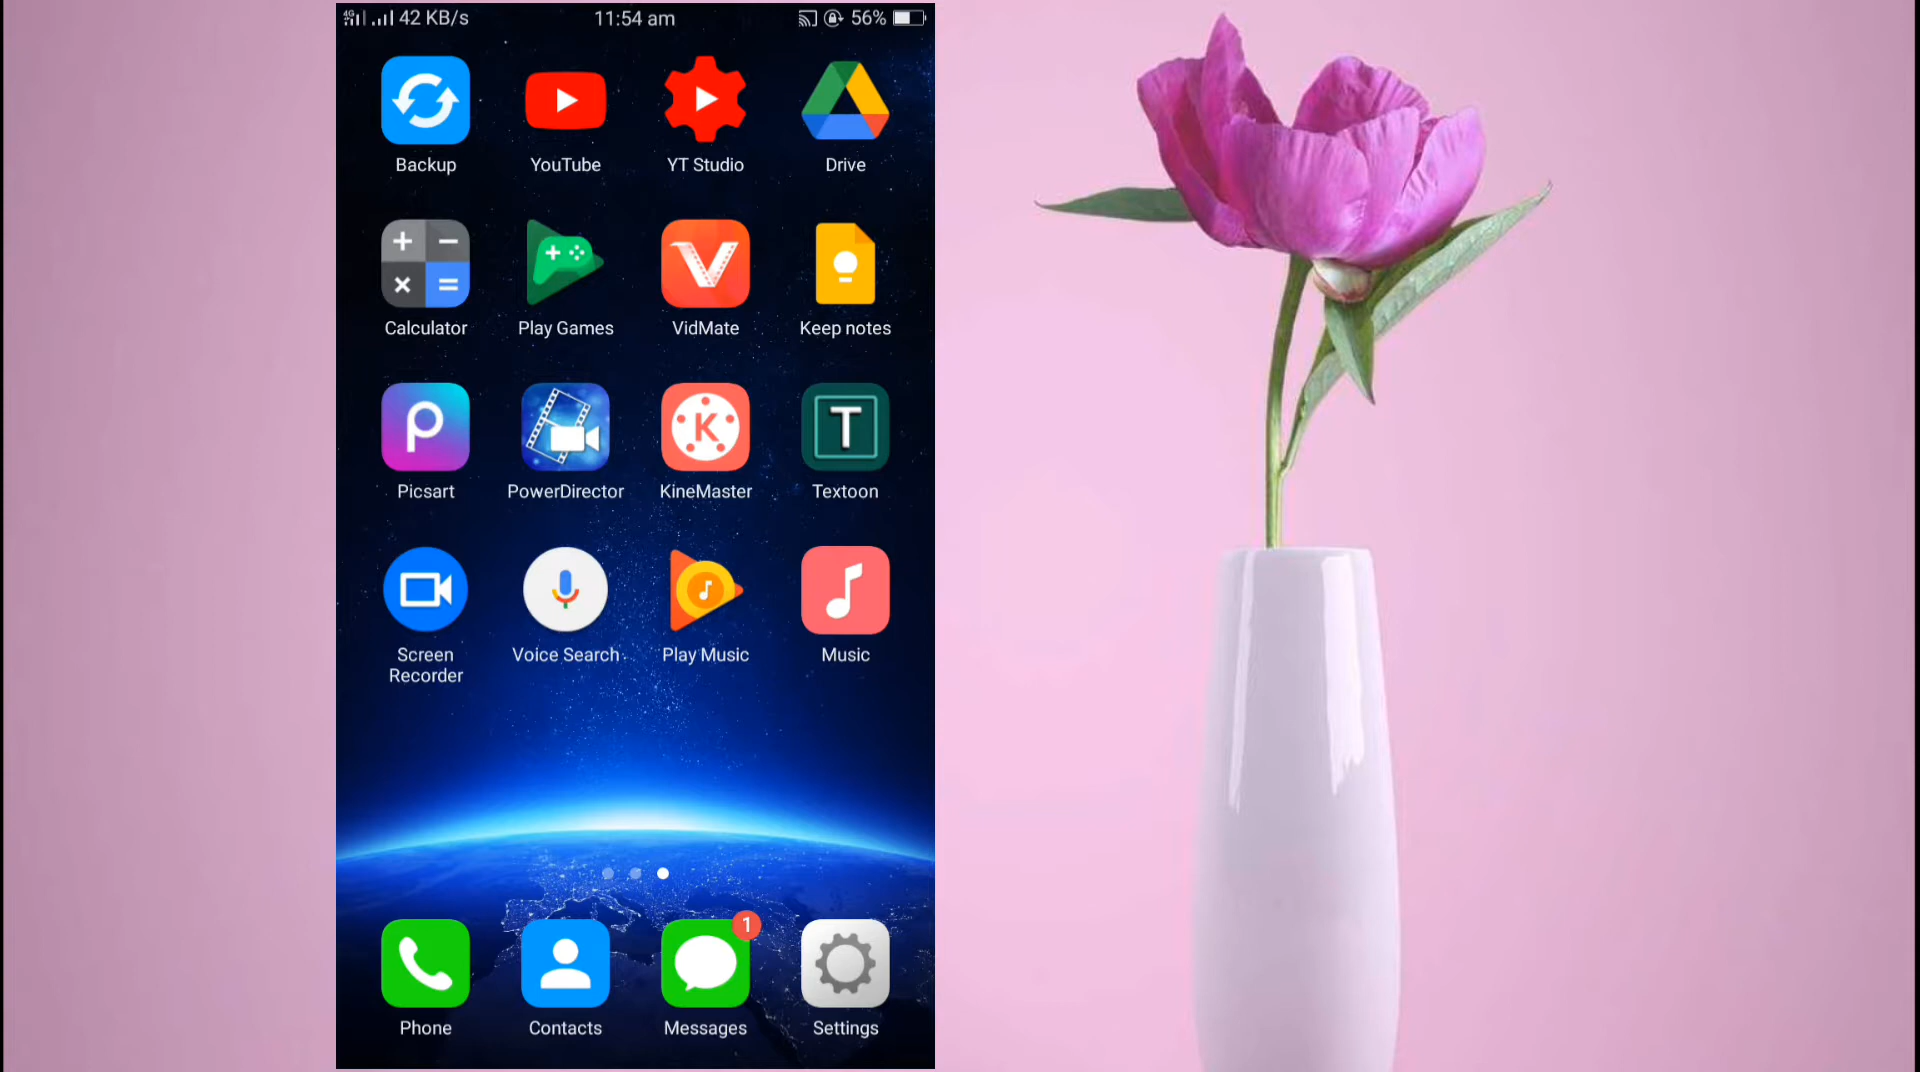 4G 42 KB/s 11:54 am 56%
Backup YouTube YT Studio Drive
Calculator Play Games VidMate Keep notes
Picsart PowerDirector KineMaster Textoon
Screen Recorder Voice Search Play Music Music
1
Phone Contacts Messages Settings